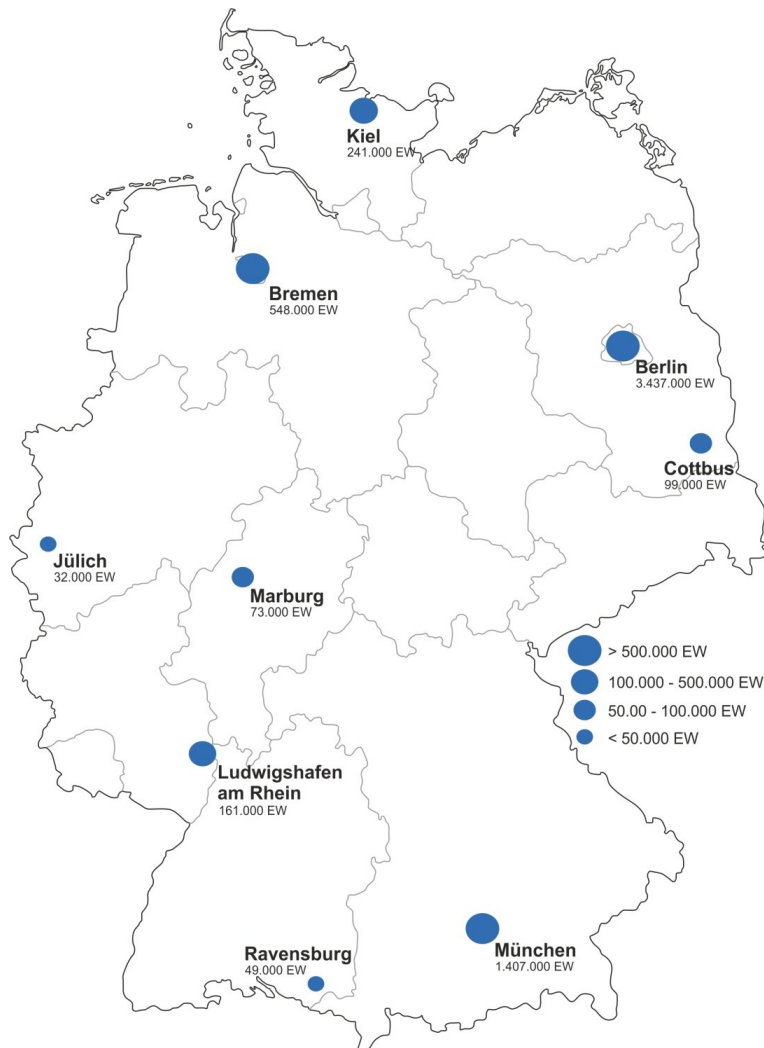 Kiel
241.000 EW
Bremen
548.000 EW
Berlin
3.437.000 EW
Cottbus
99.000 EW
Jülich
32.000 EW
Marburg
73.000 EW
> 500.000 EW
100.000 - 500.000 EW
50.00 - 100.000 EW
< 50.000 EW
Ludwigshafen
am Rhein
161.000 EW
Ravensburg
49.000 EW
München
1.407.000 EW